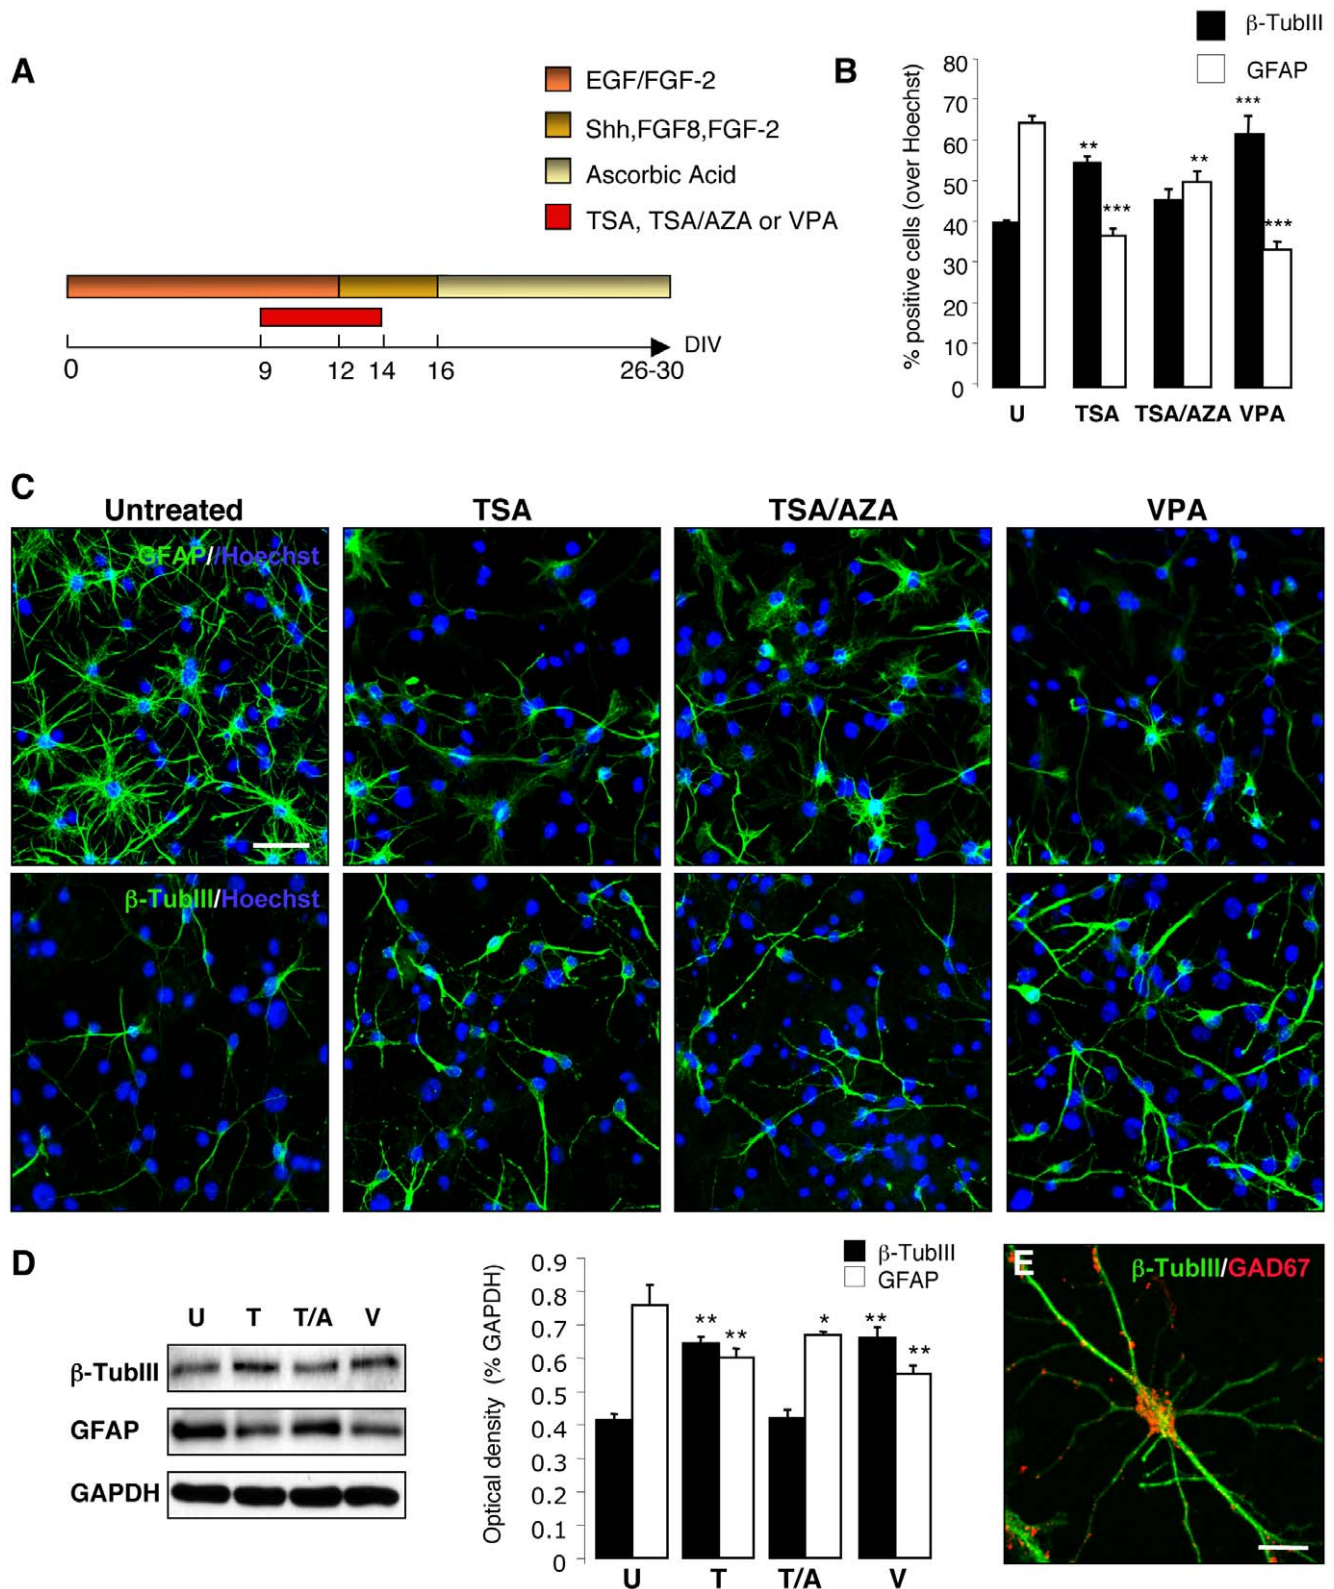 A
EGF/FGF-2
Shh,FGF8,FGF-2
Ascorbic Acid
TSA, TSA/AZA or VPA
DIV
0 9 12 14 16 26-30
B
β-TubIII
GFAP
% positive cells (over Hoechst)
80
70
60
50
40
30
20
10
0
** *** ** *** ***
U TSA TSA/AZA VPA
C
Untreated TSA TSA/AZA VPA
GFAP//Hoechst
β-TubIII/Hoechst
D
U T T/A V
β-TubIII
GFAP
GAPDH
β-TubIII
GFAP
Optical density (% GAPDH)
0.9
0.8
0.7
0.6
0.5
0.4
0.3
0.2
0.1
0
** ** * ** **
U T T/A V
E
β-TubIII/GAD67